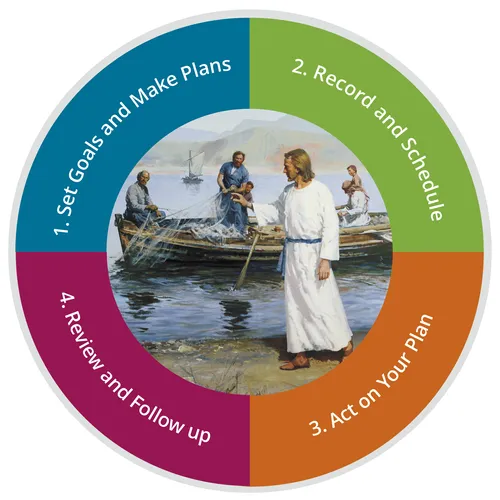 1. Set Goals and Make Plans
2. Record and Schedule
3. Act on Your Plan
4. Review and Follow up